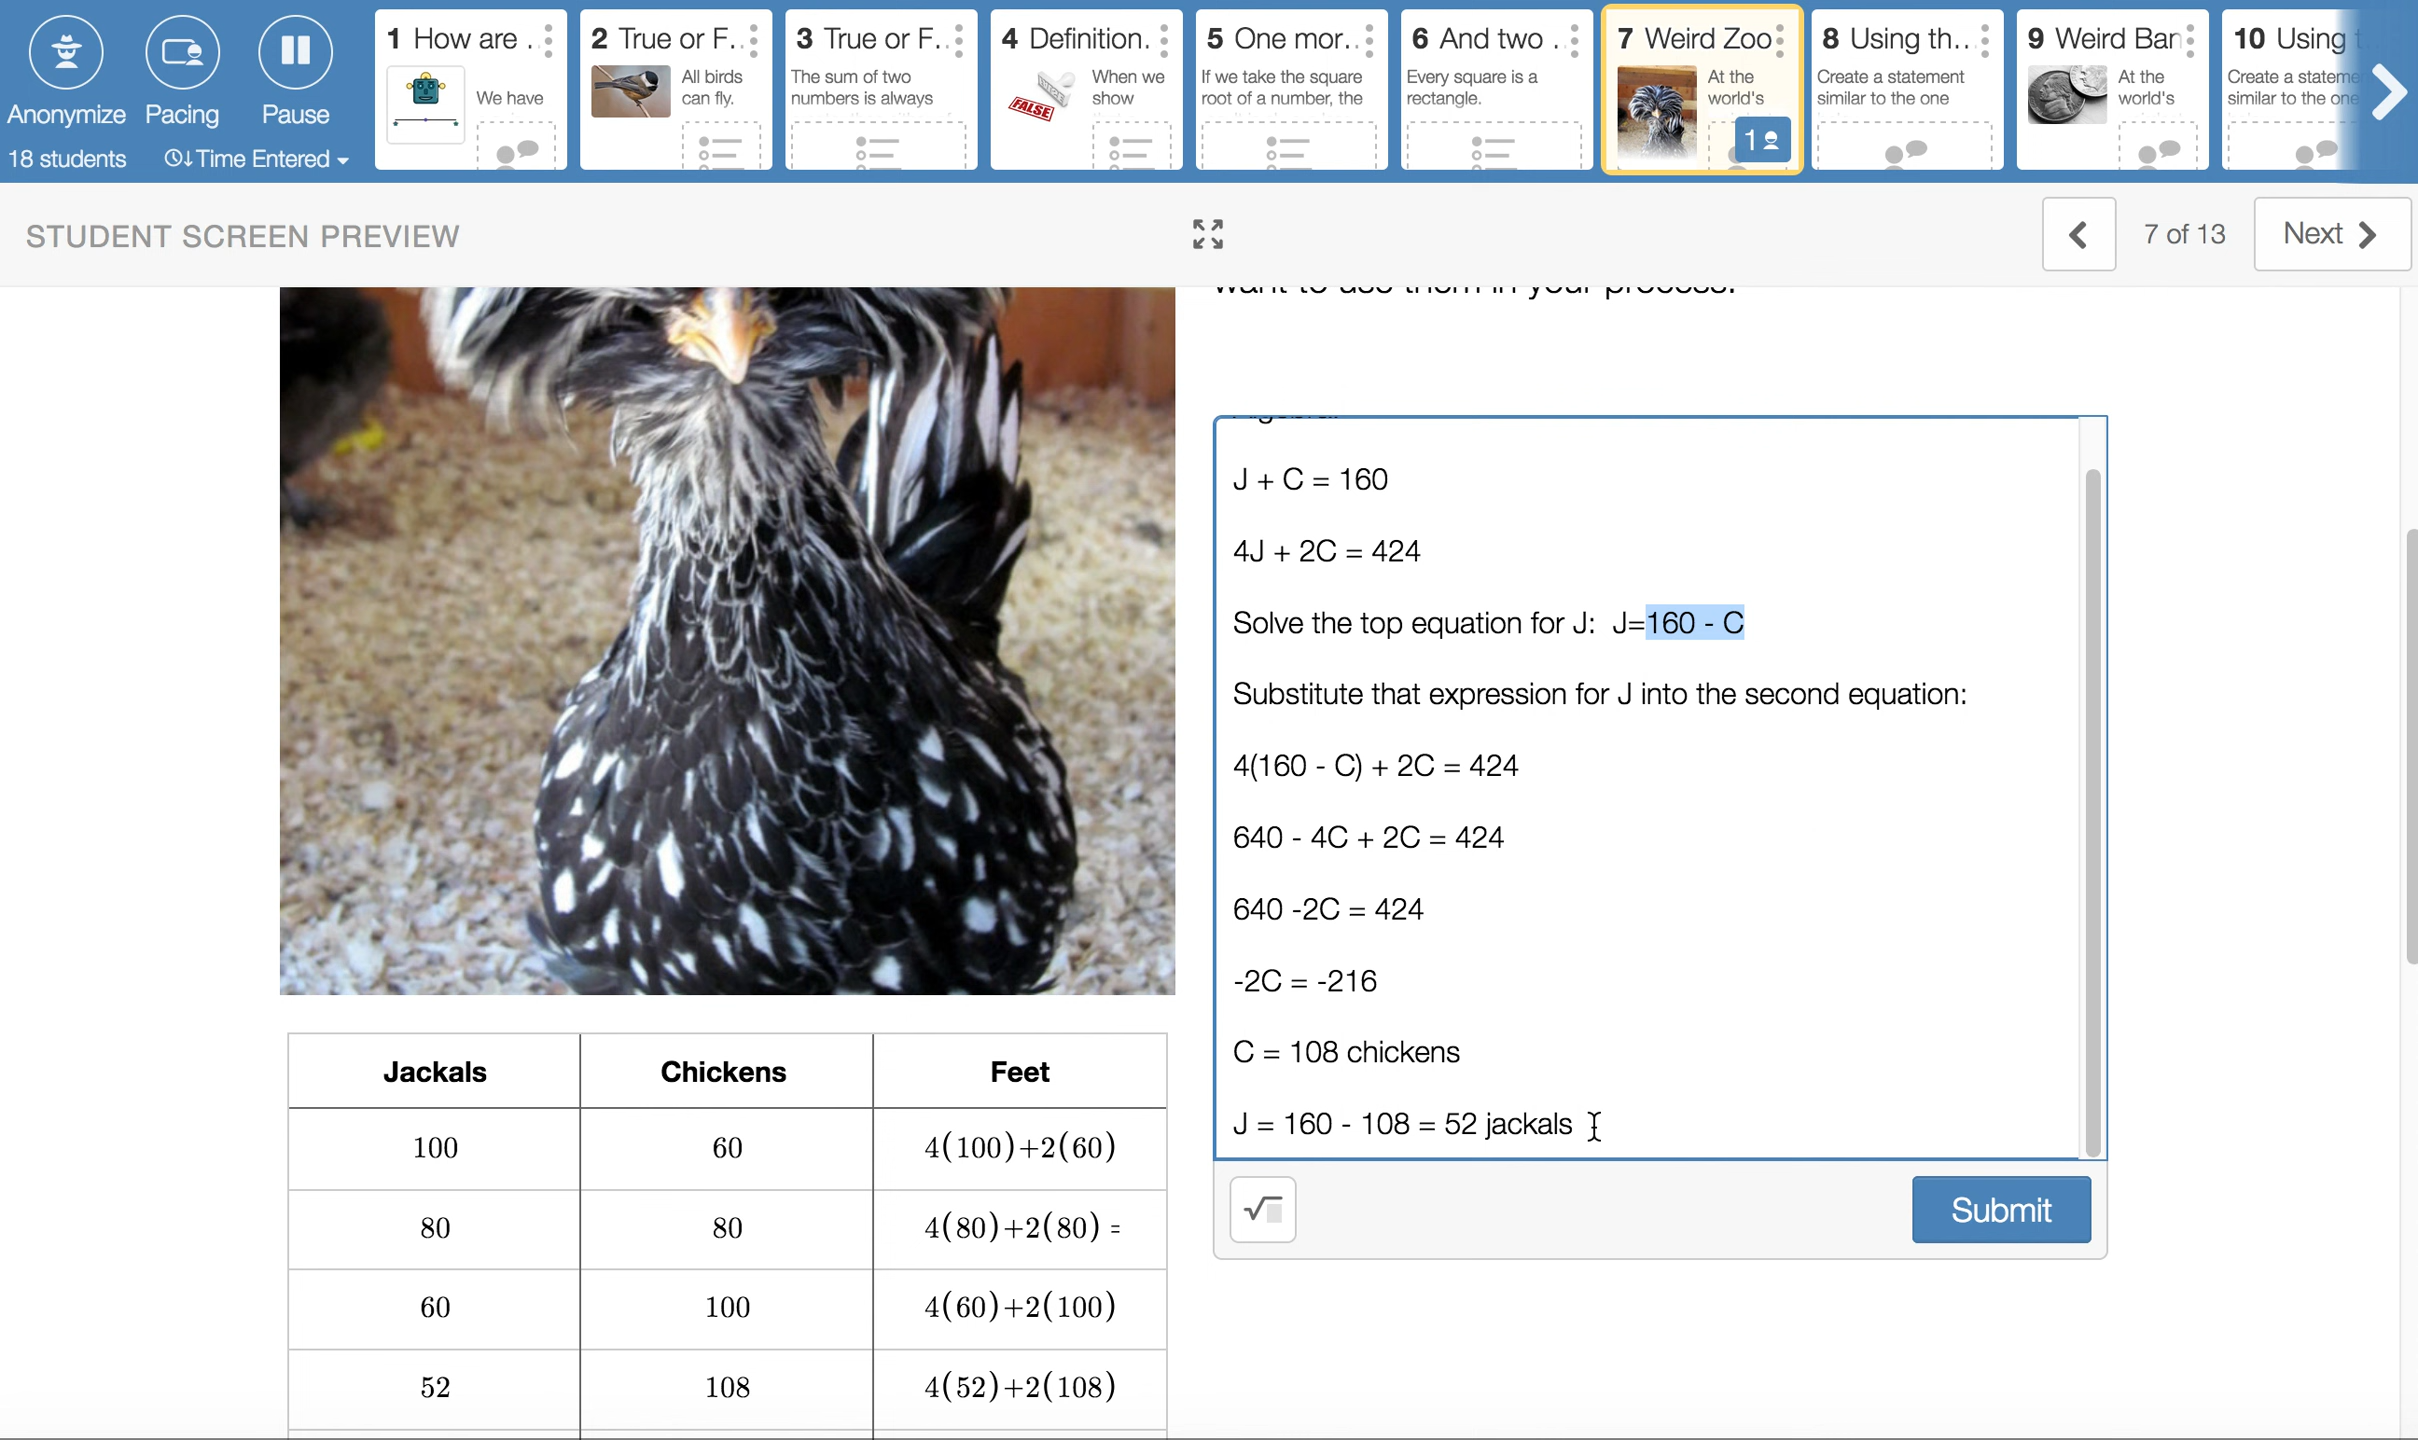 1 How are . . 2 True or F. . 3 True or F. . 4 Definition. 5 One mor. . 6 And two . 7 Weird Zoo 8 Using th. . . 9 Weird Ban 10 Using t
We have
All birds
can fly.
The sum of two
numbers is always
FALSE
When we
show
If we take the square
root of a number, the
Every square is a
rectangle.
At the
world's
1
Create a statement
similar to the one
At the
world's
Create a stateme
similar to the one
Anonymize Pacing Pause
18 students Time Entered
STUDENT SCREEN PREVIEW
7 of 13
Next
want to use them in your process.
Algebra:
J + C = 160
4J + 2C = 424
Solve the top equation for J: J=160 - C
Substitute that expression for J into the second equation:
4(160 - C) + 2C = 424
640 - 4C + 2C = 424
640 -2C = 424
-2C = -216
C = 108 chickens
J = 160 - 108 = 52 jackals
√
Submit
Jackals Chickens Feet
100 60 4(100)+2(60)
80 80 4(80)+2(80) =
60 100 4(60)+2(100)
52 108 4(52)+2(108)